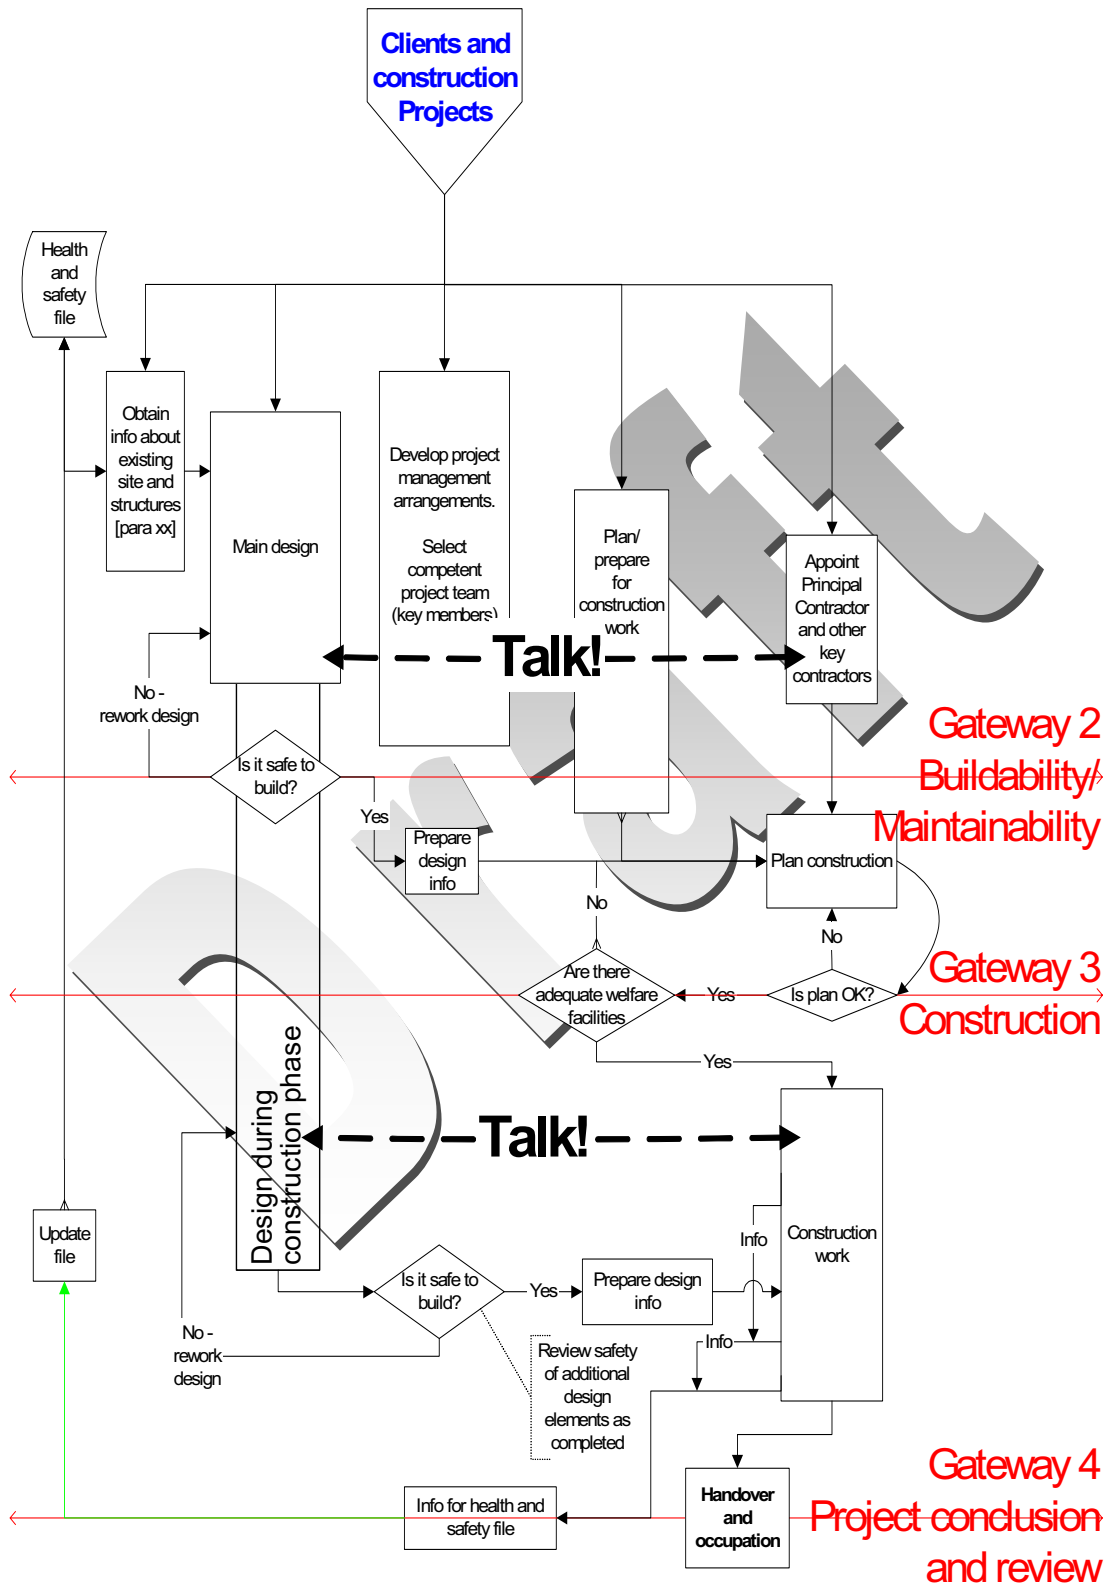 Clients and
construction
Projects
Health
and
safety
file
Obtain
info about
existing
site and
structures
[para xx]
Main design
Develop project
management
arrangements.
Select
competent
project team
(key members)
Plan/
prepare
for
construction
work
Appoint
Principal
Contractor
and other
key
contractors
Talk!
No -
rework design
Is it safe to
build?
Yes
Prepare
design
info
Gateway 2
Buildability/
Maintainability
Plan construction
No
No
Are there
adequate welfare
facilities
Yes
Is plan OK?
Gateway 3
Construction
Yes
Draft
Design during
construction phase
Talk!
Construction
work
Info
Update
file
Is it safe to
build?
Yes
Prepare design
info
No -
rework
design
Info
Review safety
of additional
design
elements as
completed
Info for health and
safety file
Handover
and
occupation
Gateway 4
Project conclusion
and review